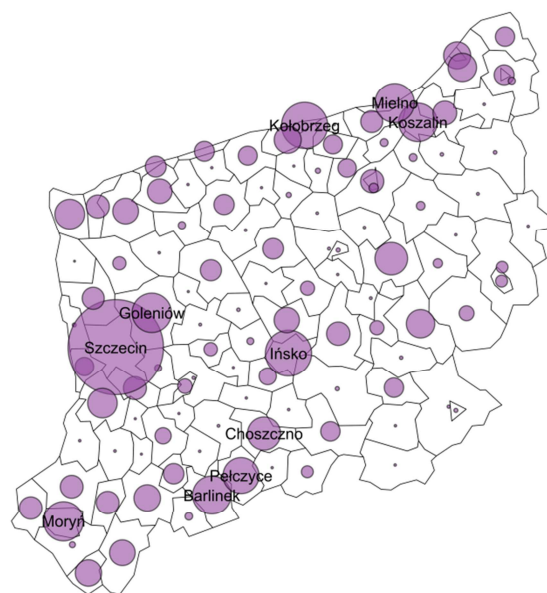 Mielno
Koszalin
Kołobrzeg
Goleniów
Szczecin
Ińsko
Choszczno
Pełczyce
Barlinek
Moryń